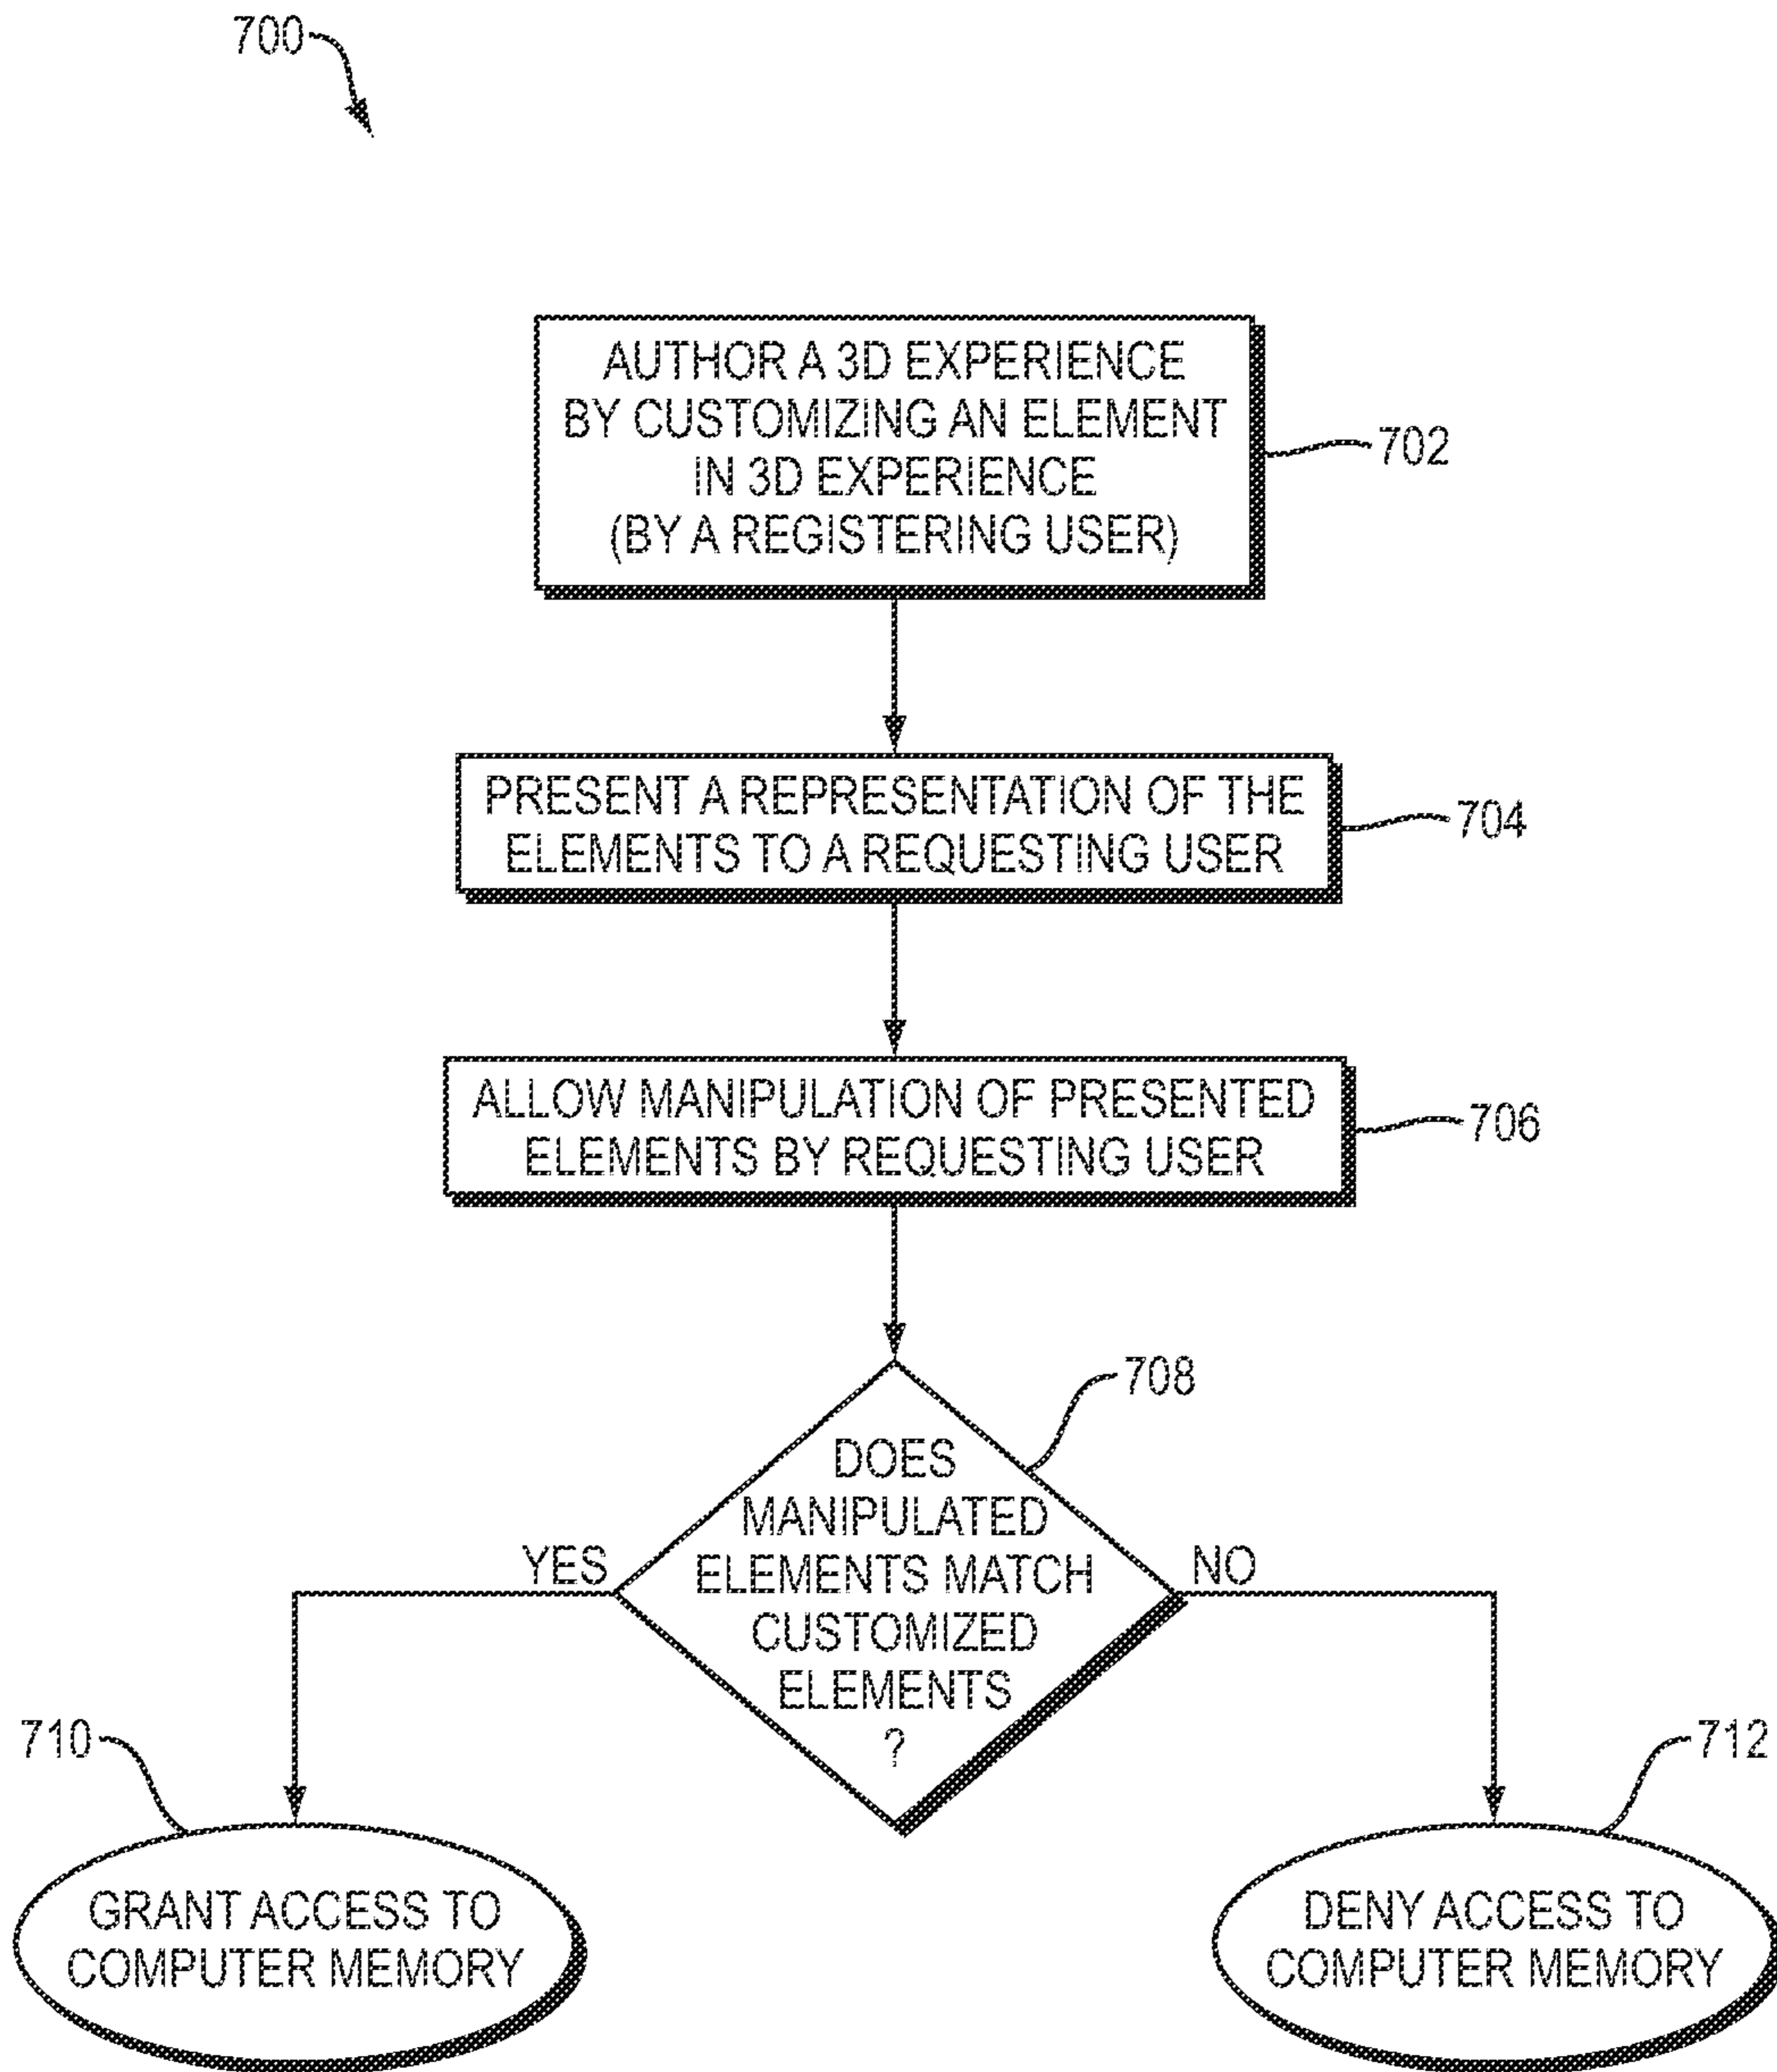 700
AUTHOR A 3D EXPERIENCE
BY CUSTOMIZING AN ELEMENT
IN 3D EXPERIENCE
(BY A REGISTERING USER)
702
PRESENT A REPRESENTATION OF THE
ELEMENTS TO A REQUESTING USER
704
ALLOW MANIPULATION OF PRESENTED
ELEMENTS BY REQUESTING USER
706
708
DOES
MANIPULATED
ELEMENTS MATCH
CUSTOMIZED
ELEMENTS
?
YES
NO
710
GRANT ACCESS TO
COMPUTER MEMORY
712
DENY ACCESS TO
COMPUTER MEMORY